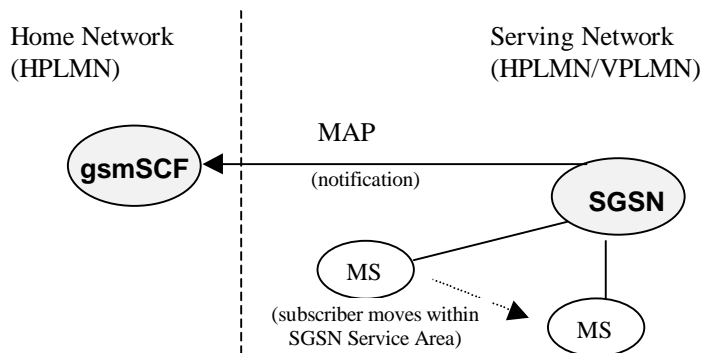 Home Network
(HPLMN)
Serving Network
(HPLMN/VPLMN)
MAP
gsmSCF
(notification)
SGSN
MS
(subscriber moves within
SGSN Service Area)
MS